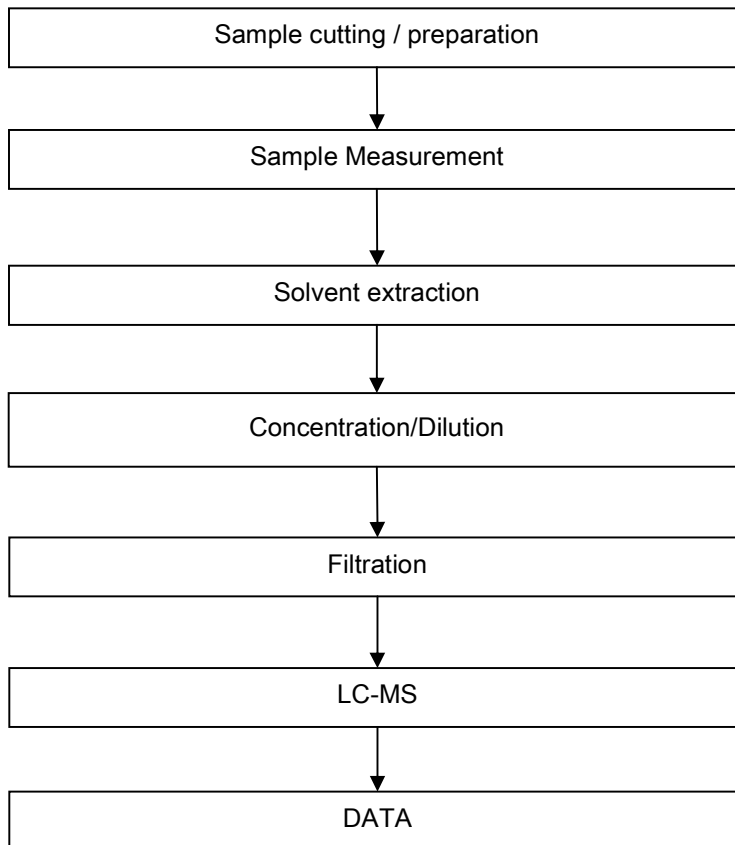 Sample cutting / preparation
Sample Measurement
Solvent extraction
Concentration/Dilution
Filtration
LC-MS
DATA